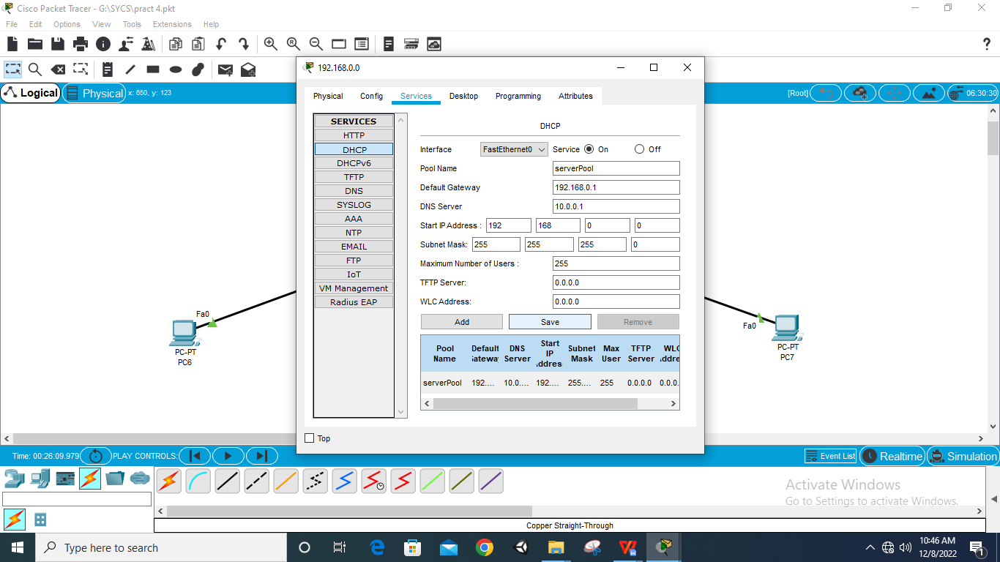 Cisco Packet Tracer - G:\SYCS\pract 4.pkt
File Edit Options View Tools Extensions Help
192.168.0.0
Logical Physical x: 650, y: 123 [Root] 06:30:30
Physical Config Services Desktop Programming Attributes
SERVICES
HTTP
DHCP
DHCPv6
TFTP
DNS
SYSLOG
AAA
NTP
EMAIL
FTP
IoT
VM Management
Radius EAP
DHCP
Interface FastEthernet0 Service On Off
Pool Name serverPool
Default Gateway 192.168.0.1
DNS Server 10.0.0.1
Start IP Address : 192 168 0 0
Subnet Mask: 255 255 255 0
Maximum Number of Users : 255
TFTP Server: 0.0.0.0
WLC Address: 0.0.0.0
Add Save Remove
Pool Name Default Gateway DNS Server Start IP Addres Subnet Mask Max User TFTP Server WLC Addre
serverPool 192.... 10.0.... 192.... 255.... 255 0.0.0.0 0.0.0.
Top
Fa0
PC-PT
PC6
Fa0
PC-PT
PC7
Time: 00:26:09.979 PLAY CONTROLS: Event List Realtime Simulation
Activate Windows
Go to Settings to activate Windows.
Copper Straight-Through
Type here to search
10:46 AM
12/8/2022
1